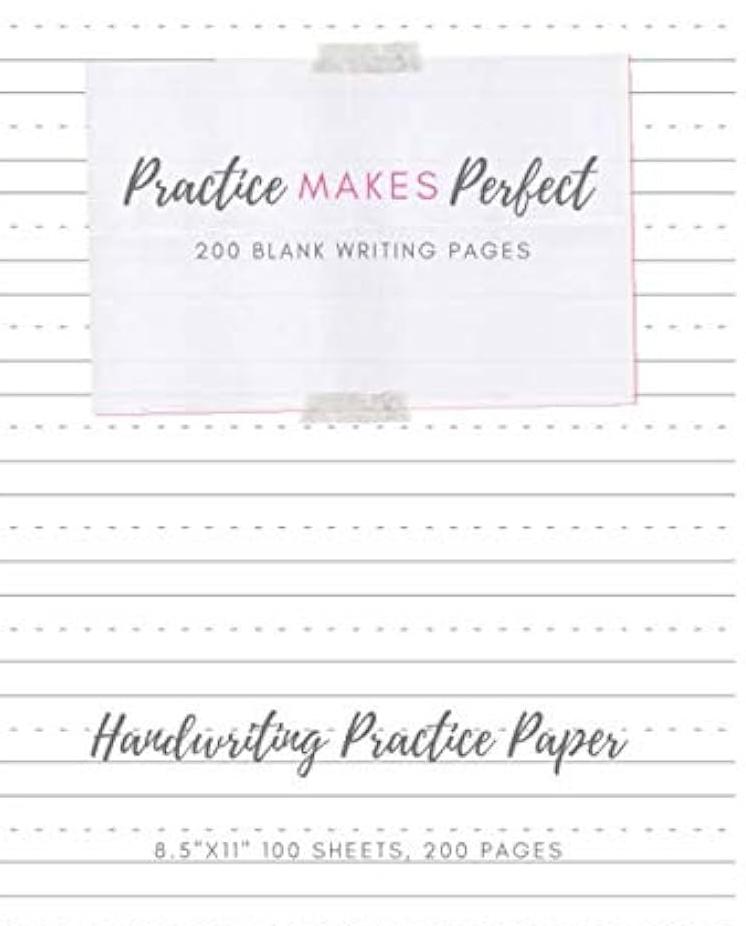 Practice MAKES Perfect
200 BLANK WRITING PAGES
Handwriting Practice Paper
8.5"X11" 100 SHEETS, 200 PAGES